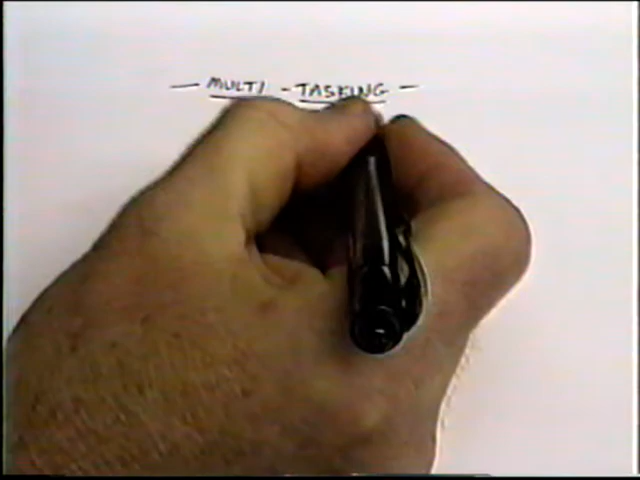 — MULTI - TASKING —